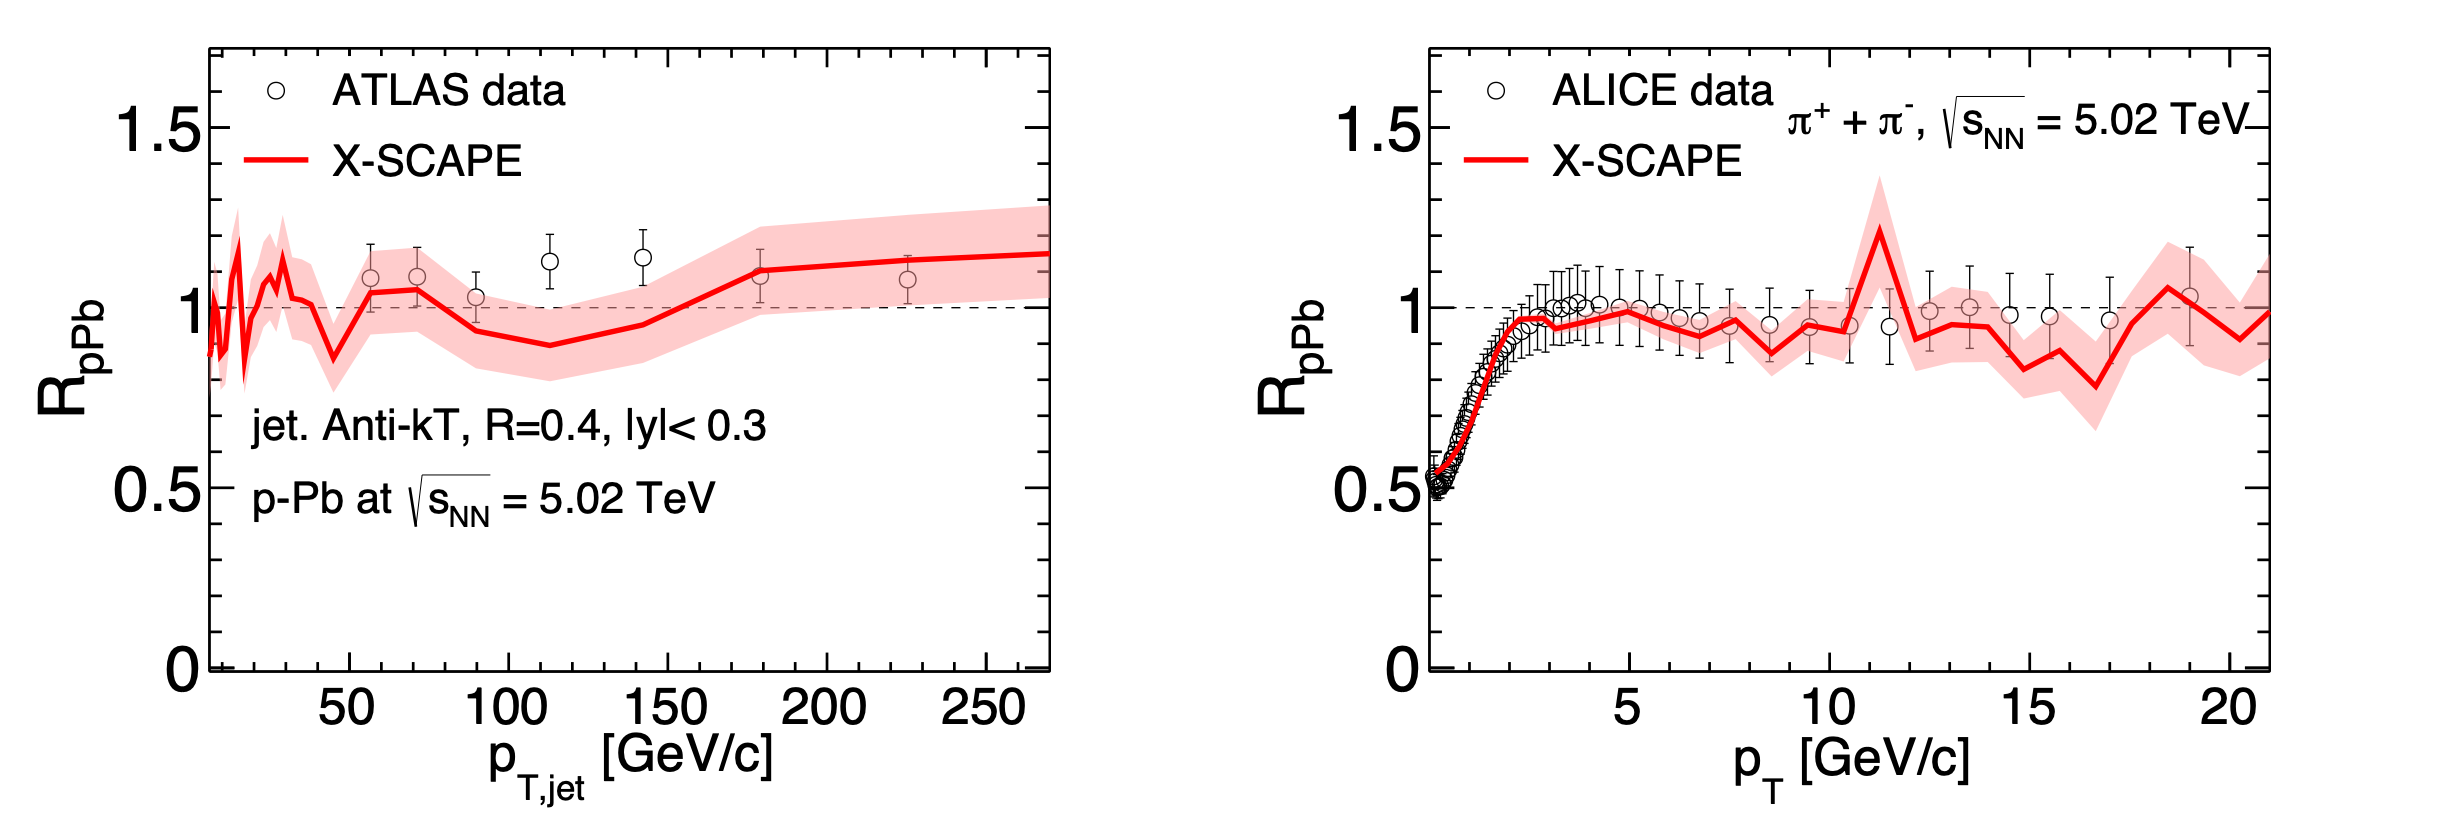 ATLAS data
X-SCAPE
1.5
1
0.5
0
R_pPb
jet. Anti-kT, R=0.4, |y|< 0.3
p-Pb at √s_NN = 5.02 TeV
50 100 150 200 250
p_T,jet [GeV/c]
ALICE data
π⁺ + π⁻, √s_NN = 5.02 TeV
X-SCAPE
1.5
1
0.5
0
R_pPb
5 10 15 20
p_T [GeV/c]